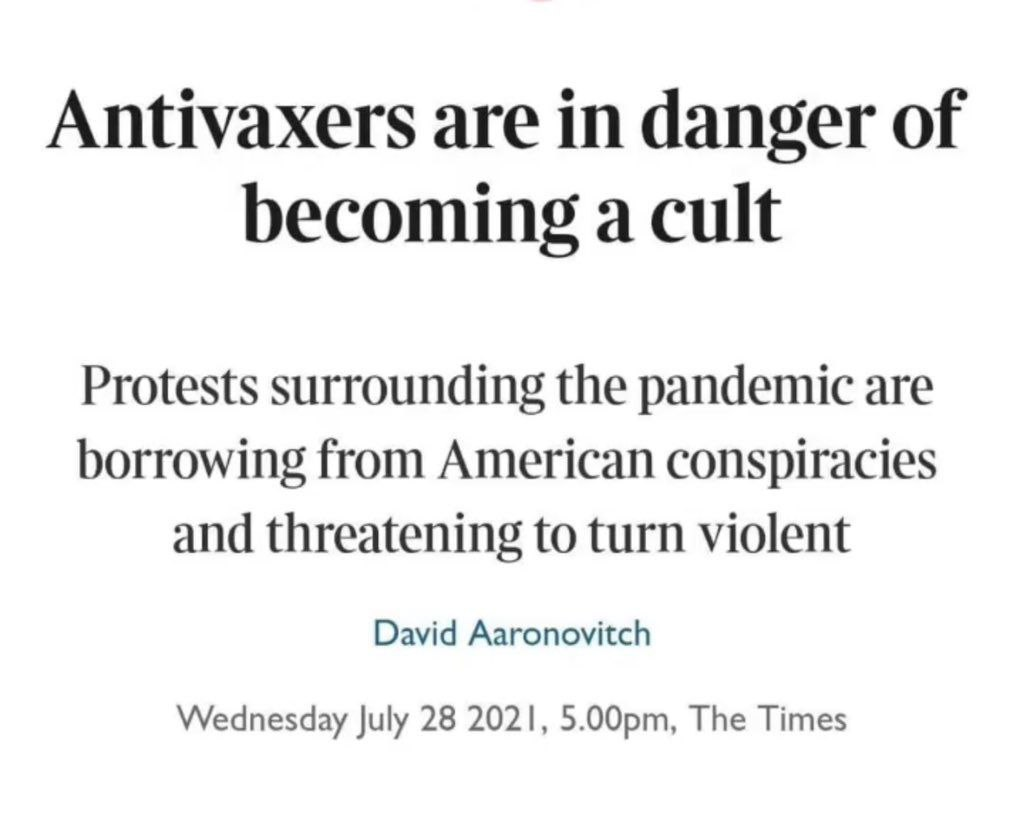 Antivaxers are in danger of
becoming a cult
Protests surrounding the pandemic are
borrowing from American conspiracies
and threatening to turn violent
David Aaronovitch
Wednesday July 28 2021, 5.00pm, The Times